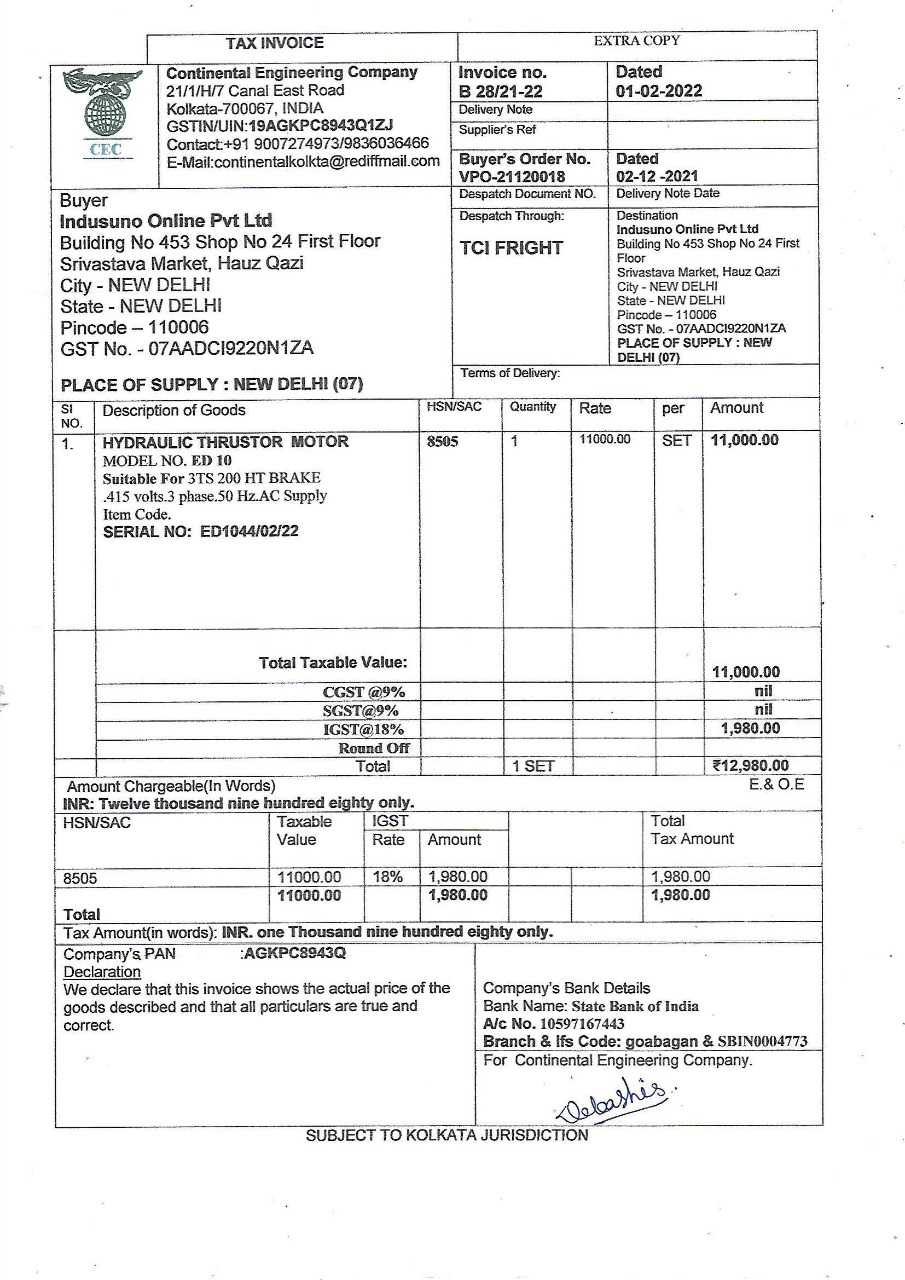 TAX INVOICE
EXTRA COPY
CEC
Continental Engineering Company
21/1/H/7 Canal East Road
Kolkata-700067, INDIA
GSTIN/UIN:19AGKPC8943Q1ZJ
Contact:+91 9007274973/9836036466
E-Mail:continentalkolkta@rediffmail.com
Invoice no.
B 28/21-22
Dated
01-02-2022
Delivery Note
Supplier's Ref
Buyer's Order No.
VPO-21120018
Dated
02-12 -2021
Despatch Document NO.
Delivery Note Date
Buyer
Indusuno Online Pvt Ltd
Building No 453 Shop No 24 First Floor
Srivastava Market, Hauz Qazi
City - NEW DELHI
State - NEW DELHI
Pincode – 110006
GST No. - 07AADCI9220N1ZA
PLACE OF SUPPLY : NEW DELHI (07)
Despatch Through:
TCI FRIGHT
Destination
Indusuno Online Pvt Ltd
Building No 453 Shop No 24 First
Floor
Srivastava Market, Hauz Qazi
City - NEW DELHI
State - NEW DELHI
Pincode – 110006
GST No. - 07AADCI9220N1ZA
PLACE OF SUPPLY : NEW
DELHI (07)
Terms of Delivery:
SI NO. Description of Goods HSN/SAC Quantity Rate per Amount
1. HYDRAULIC THRUSTOR MOTOR 8505 1 11000.00 SET 11,000.00
MODEL NO. ED 10
Suitable For 3TS 200 HT BRAKE
.415 volts.3 phase.50 Hz.AC Supply
Item Code.
SERIAL NO: ED1044/02/22
Total Taxable Value: 11,000.00
CGST @9% nil
SGST@9% nil
IGST@18% 1,980.00
Round Off
Total 1 SET ₹12,980.00
Amount Chargeable(In Words) E.& O.E
INR: Twelve thousand nine hundred eighty only.
HSN/SAC Taxable Value IGST Total Tax Amount
Rate Amount
8505 11000.00 18% 1,980.00 1,980.00
Total 11000.00 1,980.00 1,980.00
Tax Amount(in words): INR. one Thousand nine hundred eighty only.
Company's PAN :AGKPC8943Q
Declaration
We declare that this invoice shows the actual price of the
goods described and that all particulars are true and
correct.
Company's Bank Details
Bank Name: State Bank of India
A/c No. 10597167443
Branch & Ifs Code: goabagan & SBIN0004773
For Continental Engineering Company.
Debashis.
SUBJECT TO KOLKATA JURISDICTION